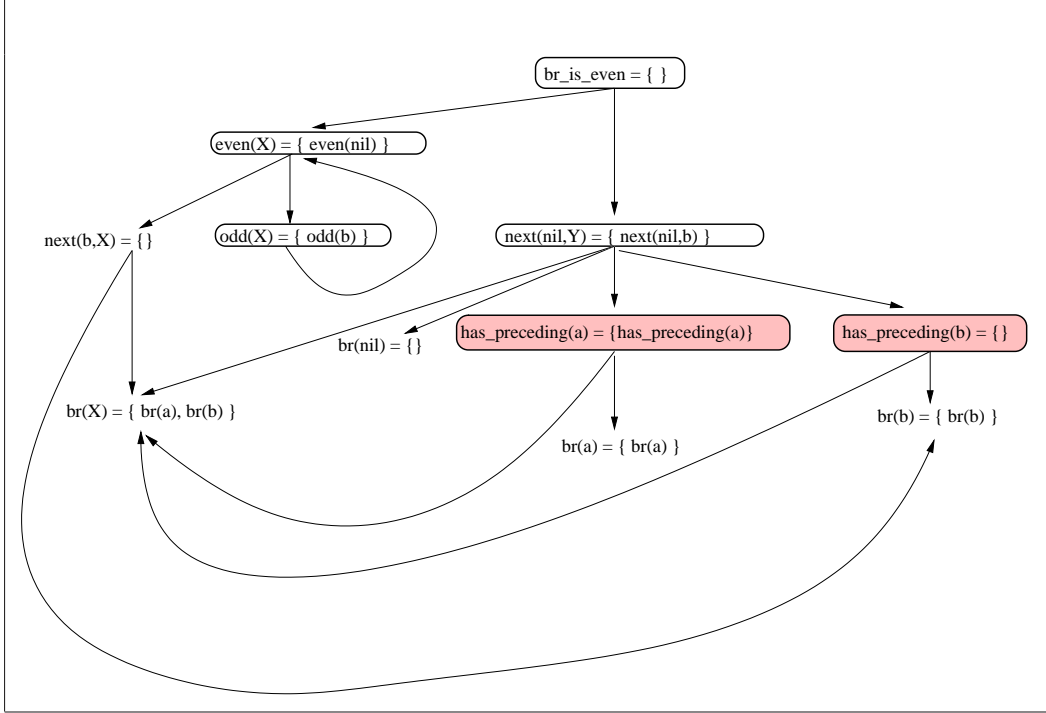 br_is_even = { }
even(X) = { even(nil) }
next(b,X) = {}
odd(X) = { odd(b) }
next(nil,Y) = { next(nil,b) }
br(nil) = {}
has_preceding(a) = {has_preceding(a)}
has_preceding(b) = {}
br(X) = { br(a), br(b) }
br(b) = { br(b) }
br(a) = { br(a) }